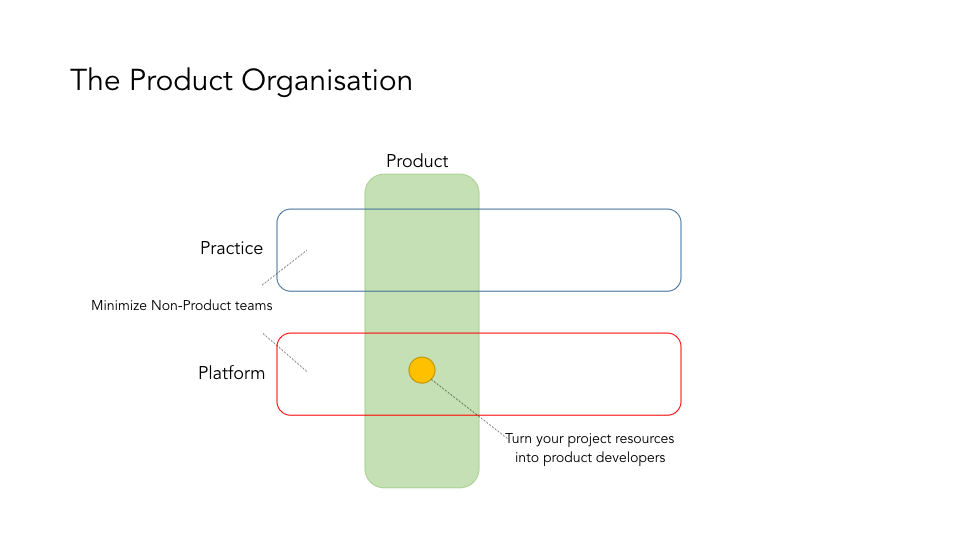 The Product Organisation
Product
Practice
Minimize Non-Product teams
Platform
Turn your project resources
into product developers